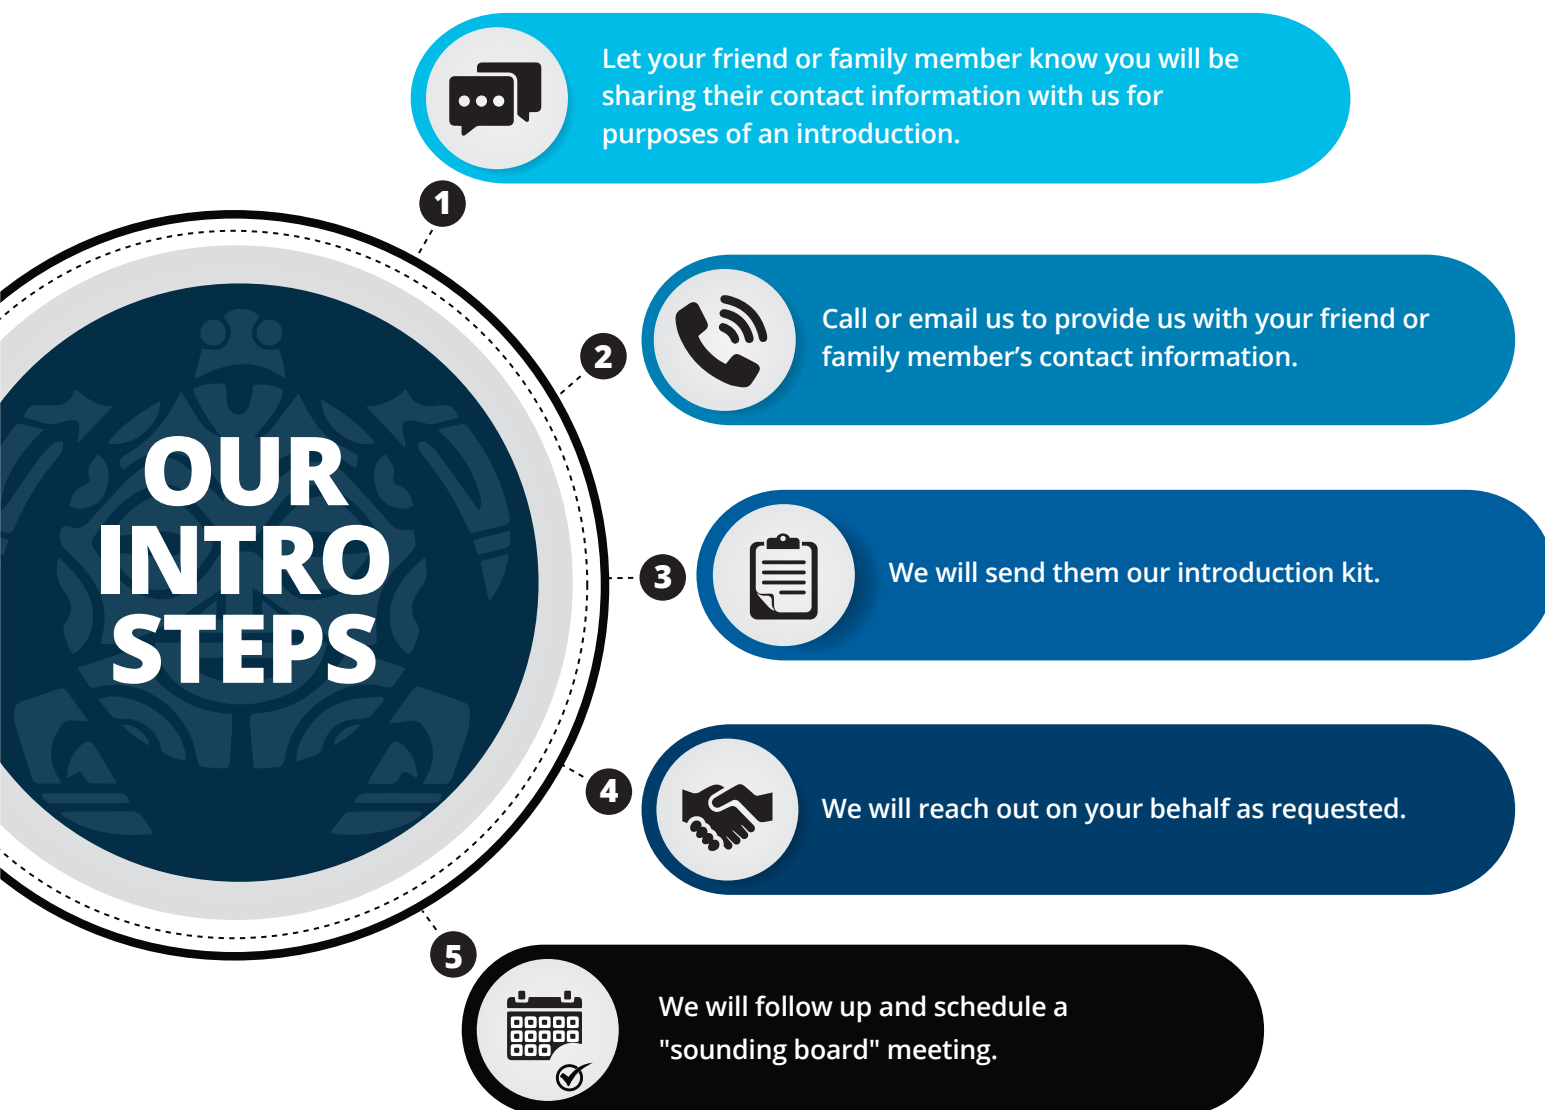 OUR
INTRO
STEPS
1
Let your friend or family member know you will be
sharing their contact information with us for
purposes of an introduction.
2
Call or email us to provide us with your friend or
family member’s contact information.
3
We will send them our introduction kit.
4
We will reach out on your behalf as requested.
5
We will follow up and schedule a
"sounding board" meeting.